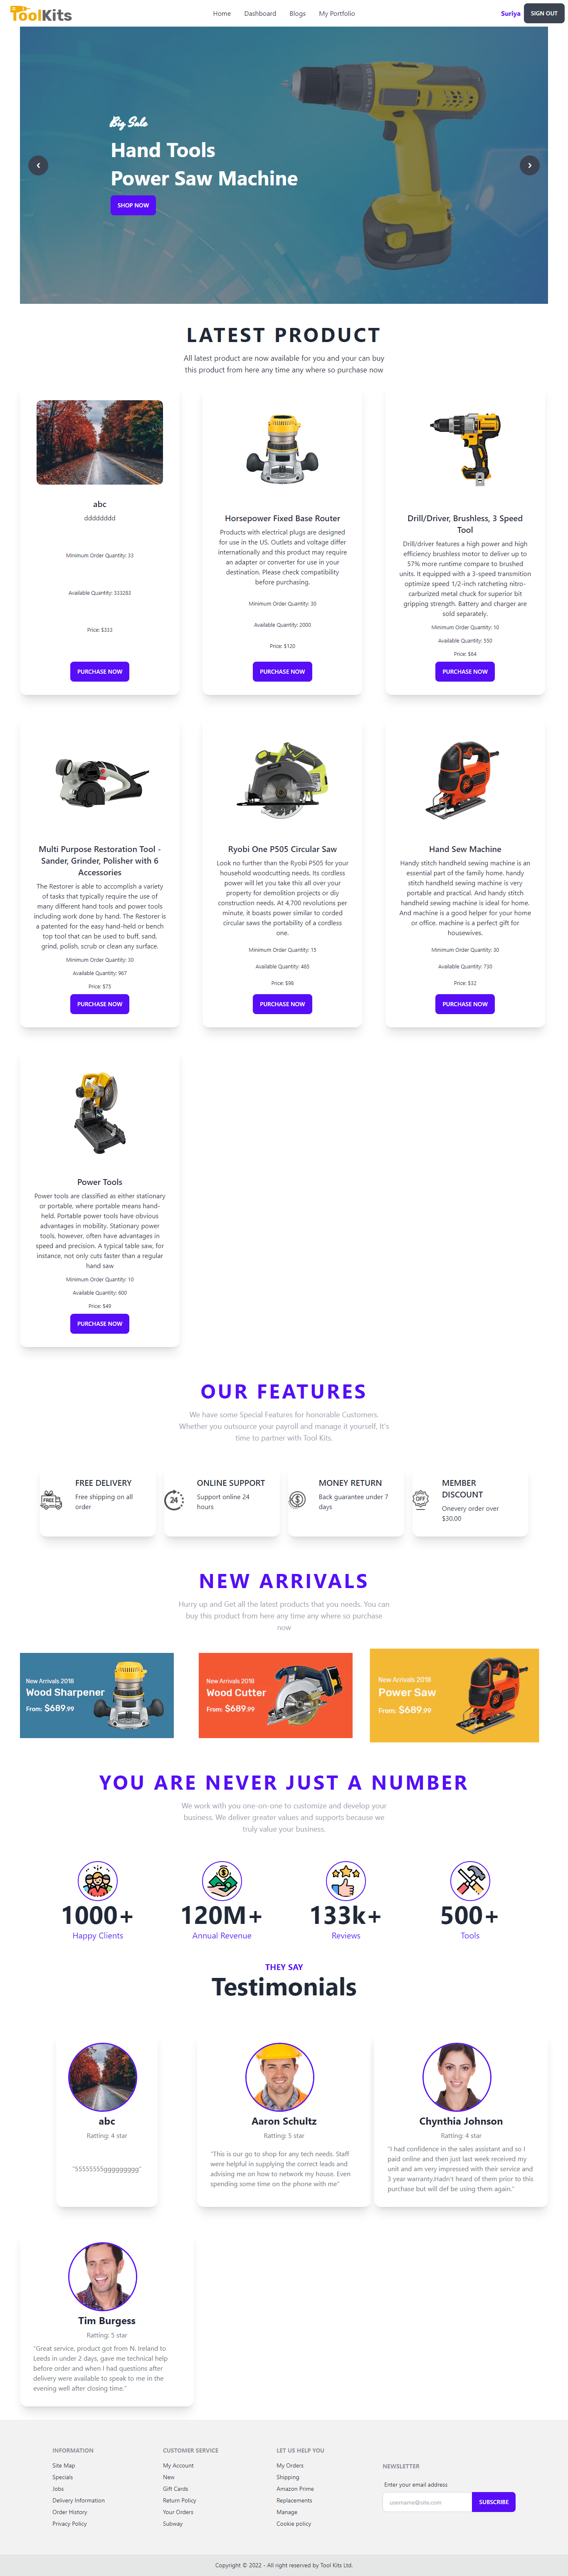 ToolKits
Home Dashboard Blogs My Portfolio
Suriya SIGN OUT
Big Sale
Hand Tools
Power Saw Machine
SHOP NOW
LATEST PRODUCT
All latest product are now available for you and your can buy
this product from here any time any where so purchase now
abc
dddddddd
Minimum Order Quantity: 33
Available Quantity: 333283
Price: $333
PURCHASE NOW
Horsepower Fixed Base Router
Products with electrical plugs are designed
for use in the US. Outlets and voltage differ
internationally and this product may require
an adapter or converter for use in your
destination. Please check compatibility
before purchasing.
Minimum Order Quantity: 30
Available Quantity: 2000
Price: $120
PURCHASE NOW
Drill/Driver, Brushless, 3 Speed
Tool
Drill/driver features a high power and high
efficiency brushless motor to deliver up to
57% more runtime compare to brushed
units. It equipped with a 3-speed transmition
optimize speed 1/2-inch ratcheting nitro-
carburized metal chuck for superior bit
gripping strength. Battery and charger are
sold separately.
Minimum Order Quantity: 10
Available Quantity: 550
Price: $64
PURCHASE NOW
Multi Purpose Restoration Tool -
Sander, Grinder, Polisher with 6
Accessories
The Restorer is able to accomplish a variety
of tasks that typically require the use of
many different hand tools and power tools
including work done by hand. The Restorer is
a patented for the easy hand-held or bench
top tool that can be used to buff, sand,
grind, polish, scrub or clean any surface.
Minimum Order Quantity: 30
Available Quantity: 967
Price: $75
PURCHASE NOW
Ryobi One P505 Circular Saw
Look no further than the Ryobi P505 for your
household woodcutting needs. Its cordless
power will let you take this all over your
property for demolition projects or diy
construction needs. At 4,700 revolutions per
minute, it boasts power similar to corded
circular saws the portability of a cordless
one.
Minimum Order Quantity: 15
Available Quantity: 465
Price: $98
PURCHASE NOW
Hand Sew Machine
Handy stitch handheld sewing machine is an
essential part of the family home. handy
stitch handheld sewing machine is very
portable and practical. And handy stitch
handheld sewing machine is ideal for home.
And machine is a good helper for your home
or office. machine is a perfect gift for
housewives.
Minimum Order Quantity: 30
Available Quantity: 730
Price: $32
PURCHASE NOW
Power Tools
Power tools are classified as either stationary
or portable, where portable means hand-
held. Portable power tools have obvious
advantages in mobility. Stationary power
tools, however, often have advantages in
speed and precision. A typical table saw, for
instance, not only cuts faster than a regular
hand saw
Minimum Order Quantity: 10
Available Quantity: 600
Price: $49
PURCHASE NOW
OUR FEATURES
We have some Special Features for honorable Customers.
Whether you outsource your payroll and manage it yourself, It's
time to partner with Tool Kits.
FREE
FREE DELIVERY
Free shipping on all
order
24
ONLINE SUPPORT
Support online 24
hours
MONEY RETURN
Back guarantee under 7
days
OFF
MEMBER
DISCOUNT
Onevery order over
$30.00
NEW ARRIVALS
Hurry up and Get all the latest products that you needs. You can
buy this product from here any time any where so purchase
now
New Arrivals 2018
Wood Sharpener
From: $689.99
New Arrivals 2018
Wood Cutter
From: $689.99
New Arrivals 2018
Power Saw
From: $689.99
YOU ARE NEVER JUST A NUMBER
We work with you one-on-one to customize and develop your
business. We deliver greater values and supports because we
truly value your business.
1000+
Happy Clients
120M+
Annual Revenue
133k+
Reviews
500+
Tools
THEY SAY
Testimonials
abc
Ratting: 4 star
"55555555ggggggggg"
Aaron Schultz
Ratting: 5 star
"This is our go to shop for any tech needs. Staff
were helpful in supplying the correct leads and
advising me on how to network my house. Even
spending some time on the phone with me"
Chynthia Johnson
Ratting: 4 star
"I had confidence in the sales assistant and so I
paid online and then just last week received my
unit and am very impressed with their service and
3 year warranty.Hadn't heard of them prior to this
purchase but will def be using them again."
Tim Burgess
Ratting: 5 star
"Great service, product got from N. Ireland to
Leeds in under 2 days, gave me technical help
before order and when I had questions after
delivery were available to speak to me in the
evening well after closing time."
INFORMATION
Site Map
Specials
Jobs
Delivery Information
Order History
Privacy Policy
CUSTOMER SERVICE
My Account
New
Gift Cards
Return Policy
Your Orders
Subway
LET US HELP YOU
My Orders
Shipping
Amazon Prime
Replacements
Manage
Cookie policy
NEWSLETTER
Enter your email address
username@site.com SUBSCRIBE
Copyright © 2022 - All right reserved by Tool Kits Ltd.